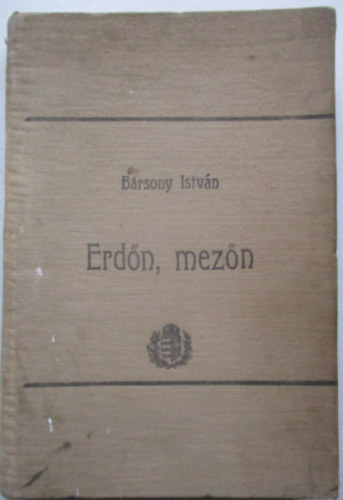 Bársony István
Erdőn, mezőn